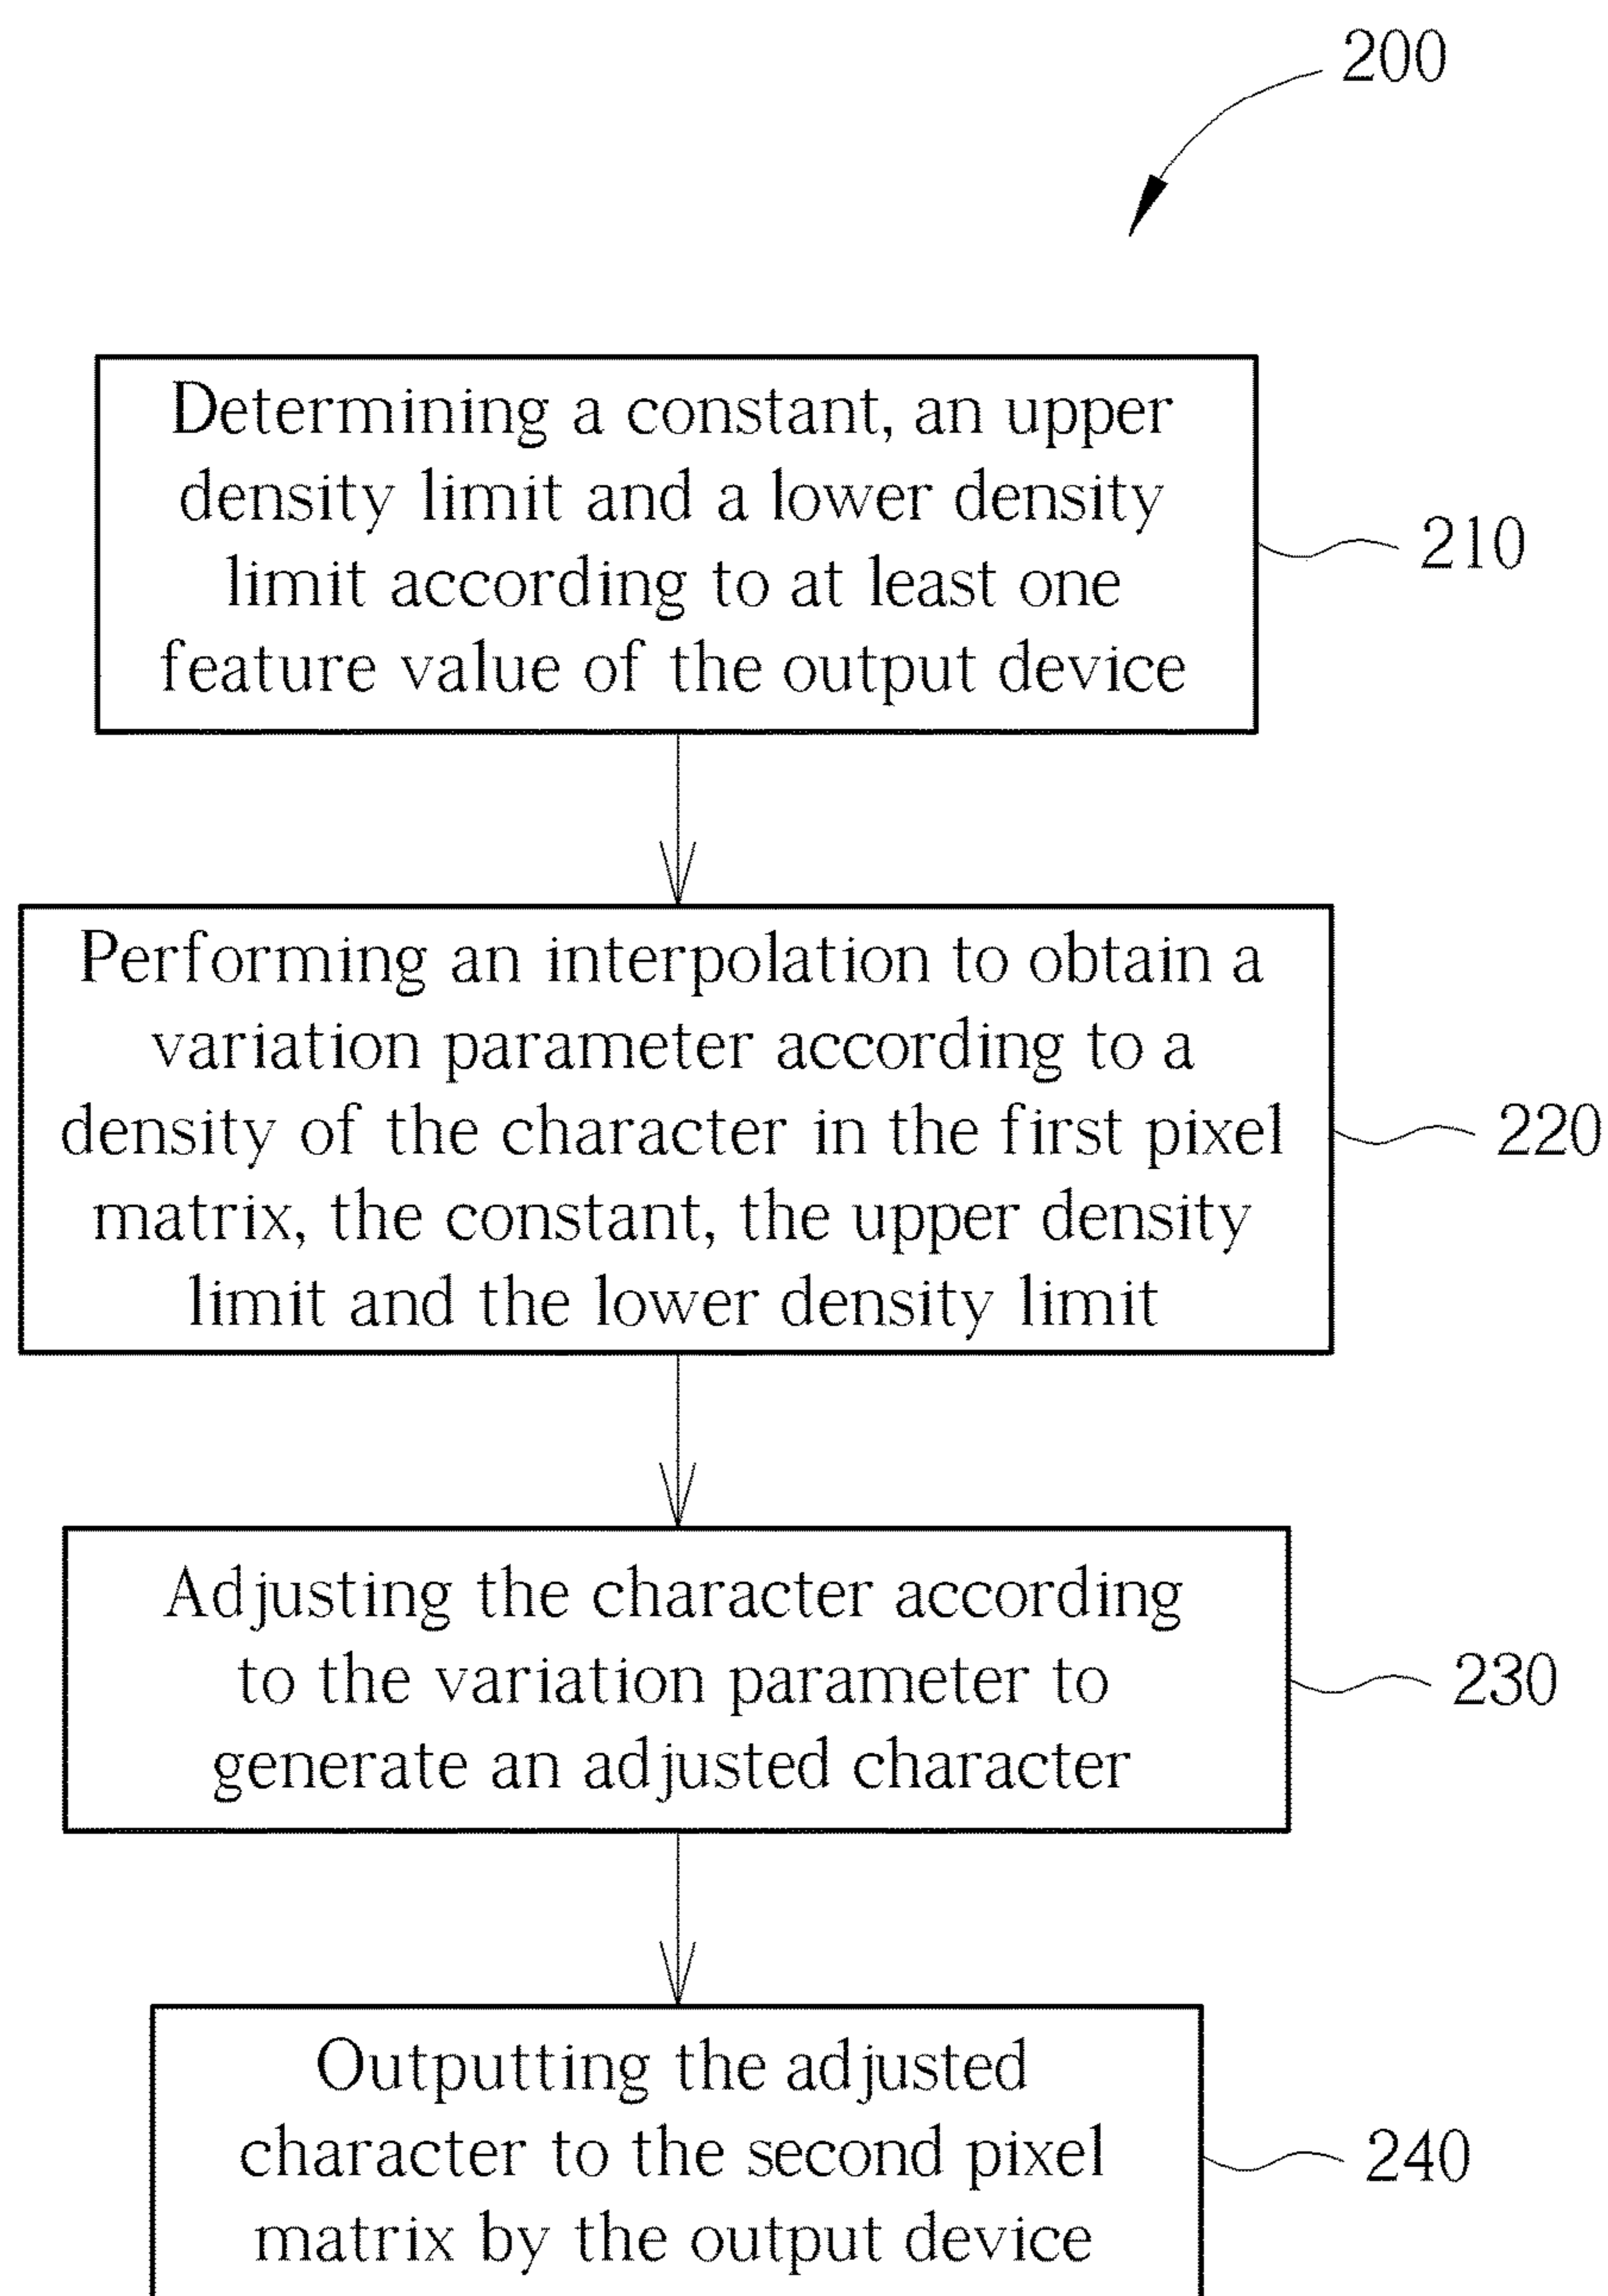 200
Determining a constant, an upper
density limit and a lower density
limit according to at least one
feature value of the output device
210
Performing an interpolation to obtain a
variation parameter according to a
density of the character in the first pixel
matrix, the constant, the upper density
limit and the lower density limit
220
Adjusting the character according
to the variation parameter to
generate an adjusted character
230
Outputting the adjusted
character to the second pixel
matrix by the output device
240